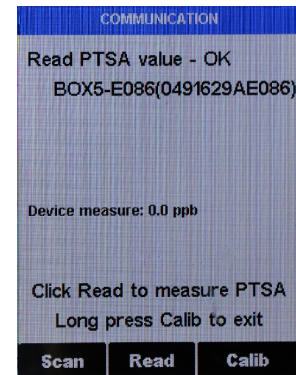 COMMUNICATION
Read PTSA value - OK
BOX5-E086(0491629AE086)
Device measure: 0.0 ppb
Click Read to measure PTSA
Long press Calib to exit
Scan Read Calib